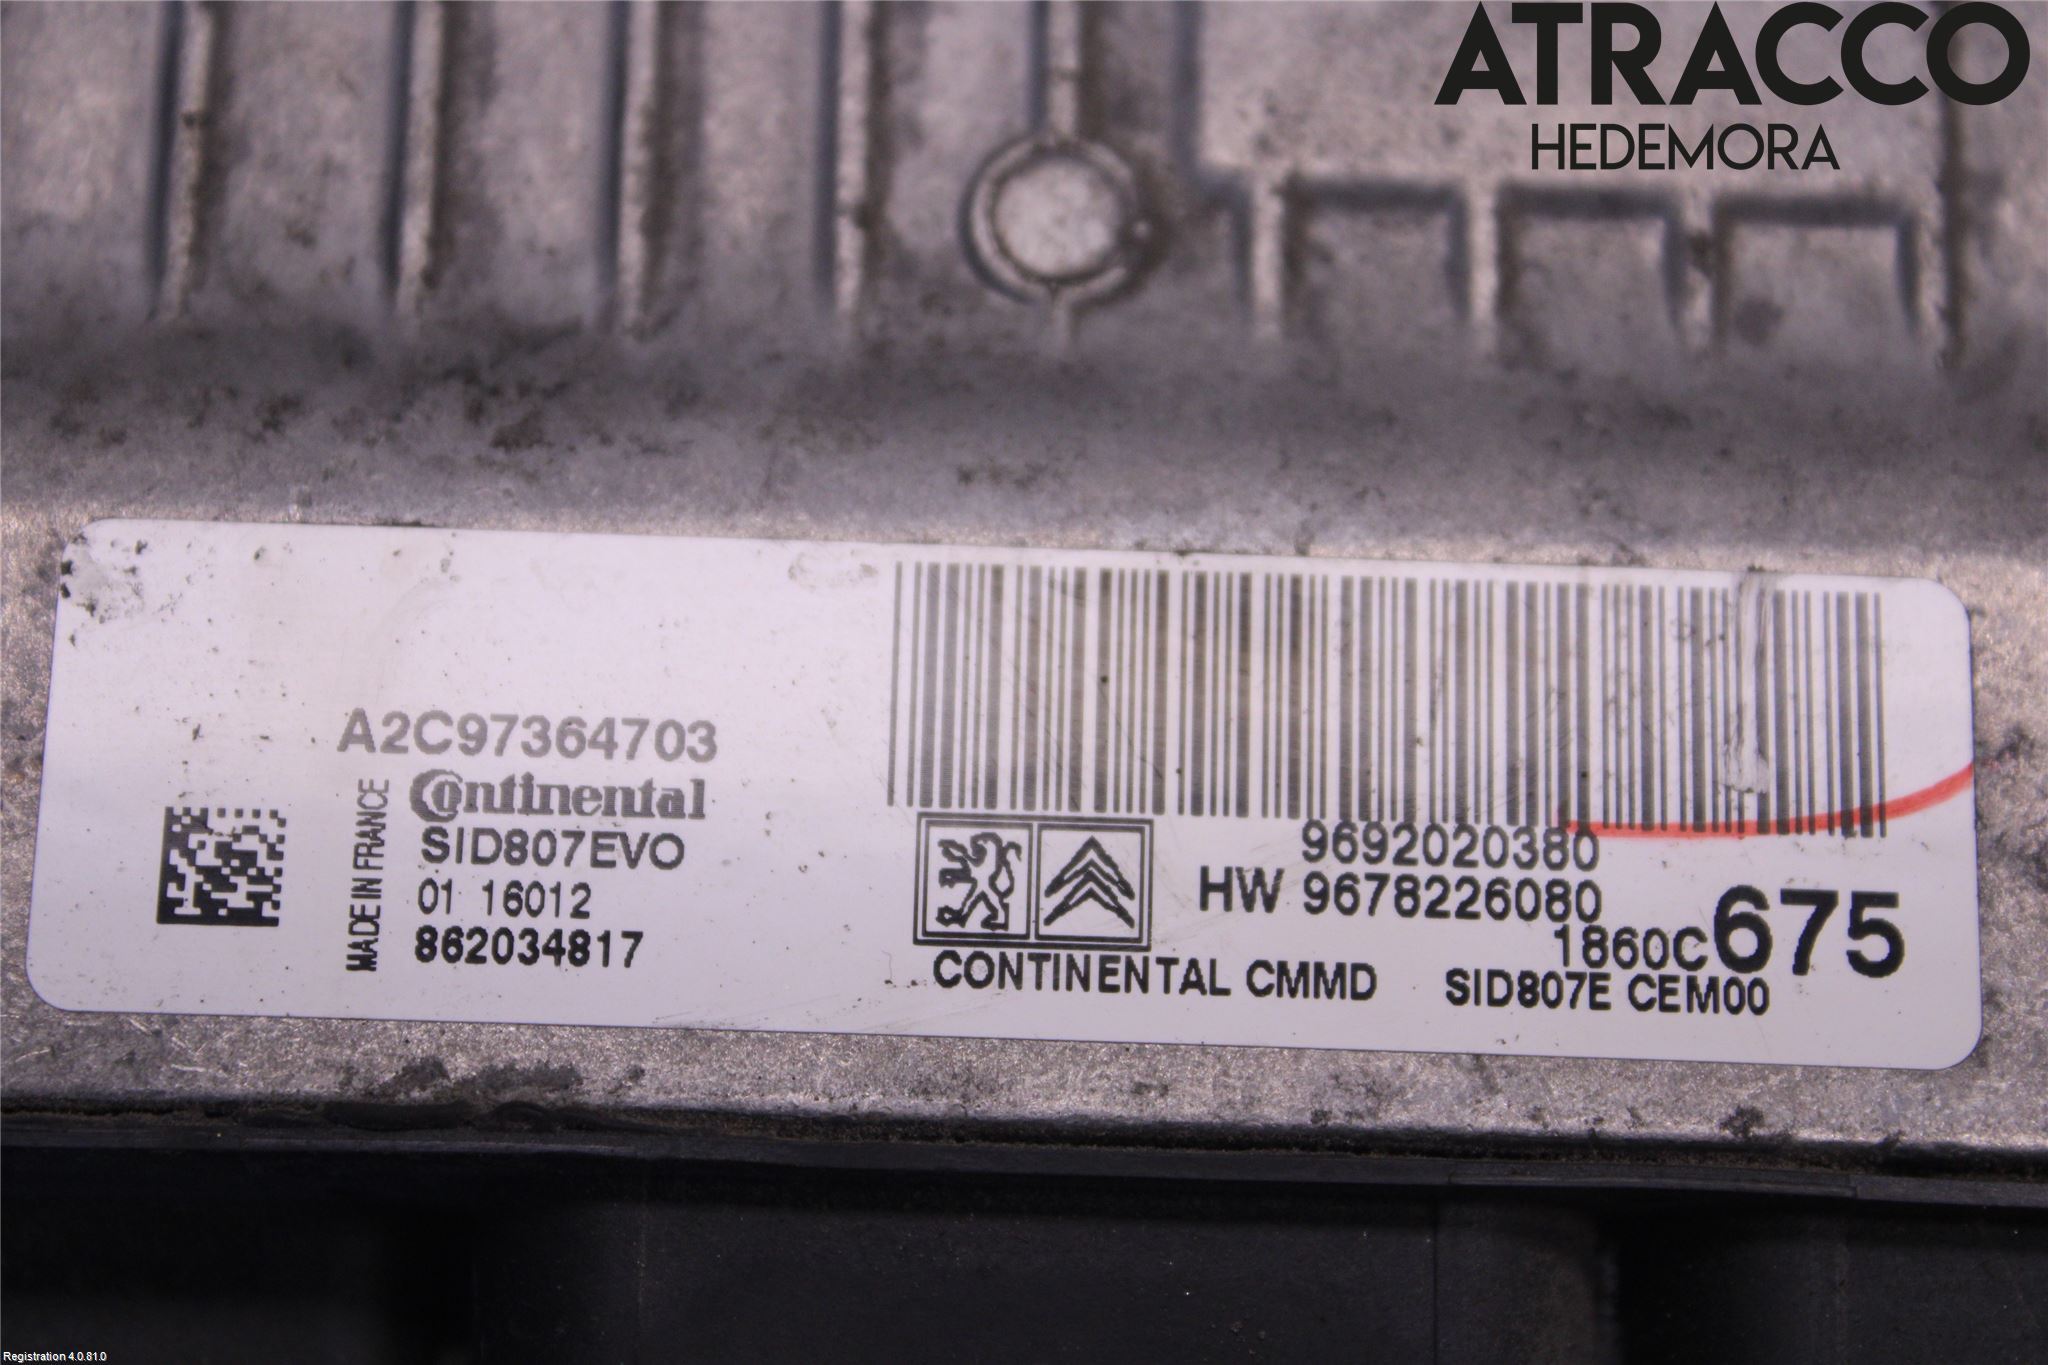 ATRACCO
HEDEMORA
A2C97364703
Continental
SID807EVO
01 16012
862034817
MADE IN FRANCE
9692020380
HW 9678226080
1860C675
CONTINENTAL CMMD SID807E CEM00
Registration 4.0.81.0